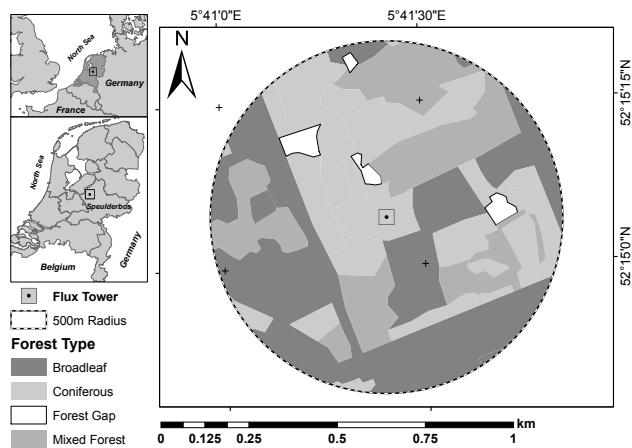 5°41'0"E
5°41'30"E
N
North Sea
Germany
France
North Sea
Speulderbos
Germany
Belgium
52°15'15"N
52°15'0"N
Flux Tower
500m Radius
Forest Type
Broadleaf
Coniferous
Forest Gap
Mixed Forest
km
0 0.125 0.25 0.5 0.75 1